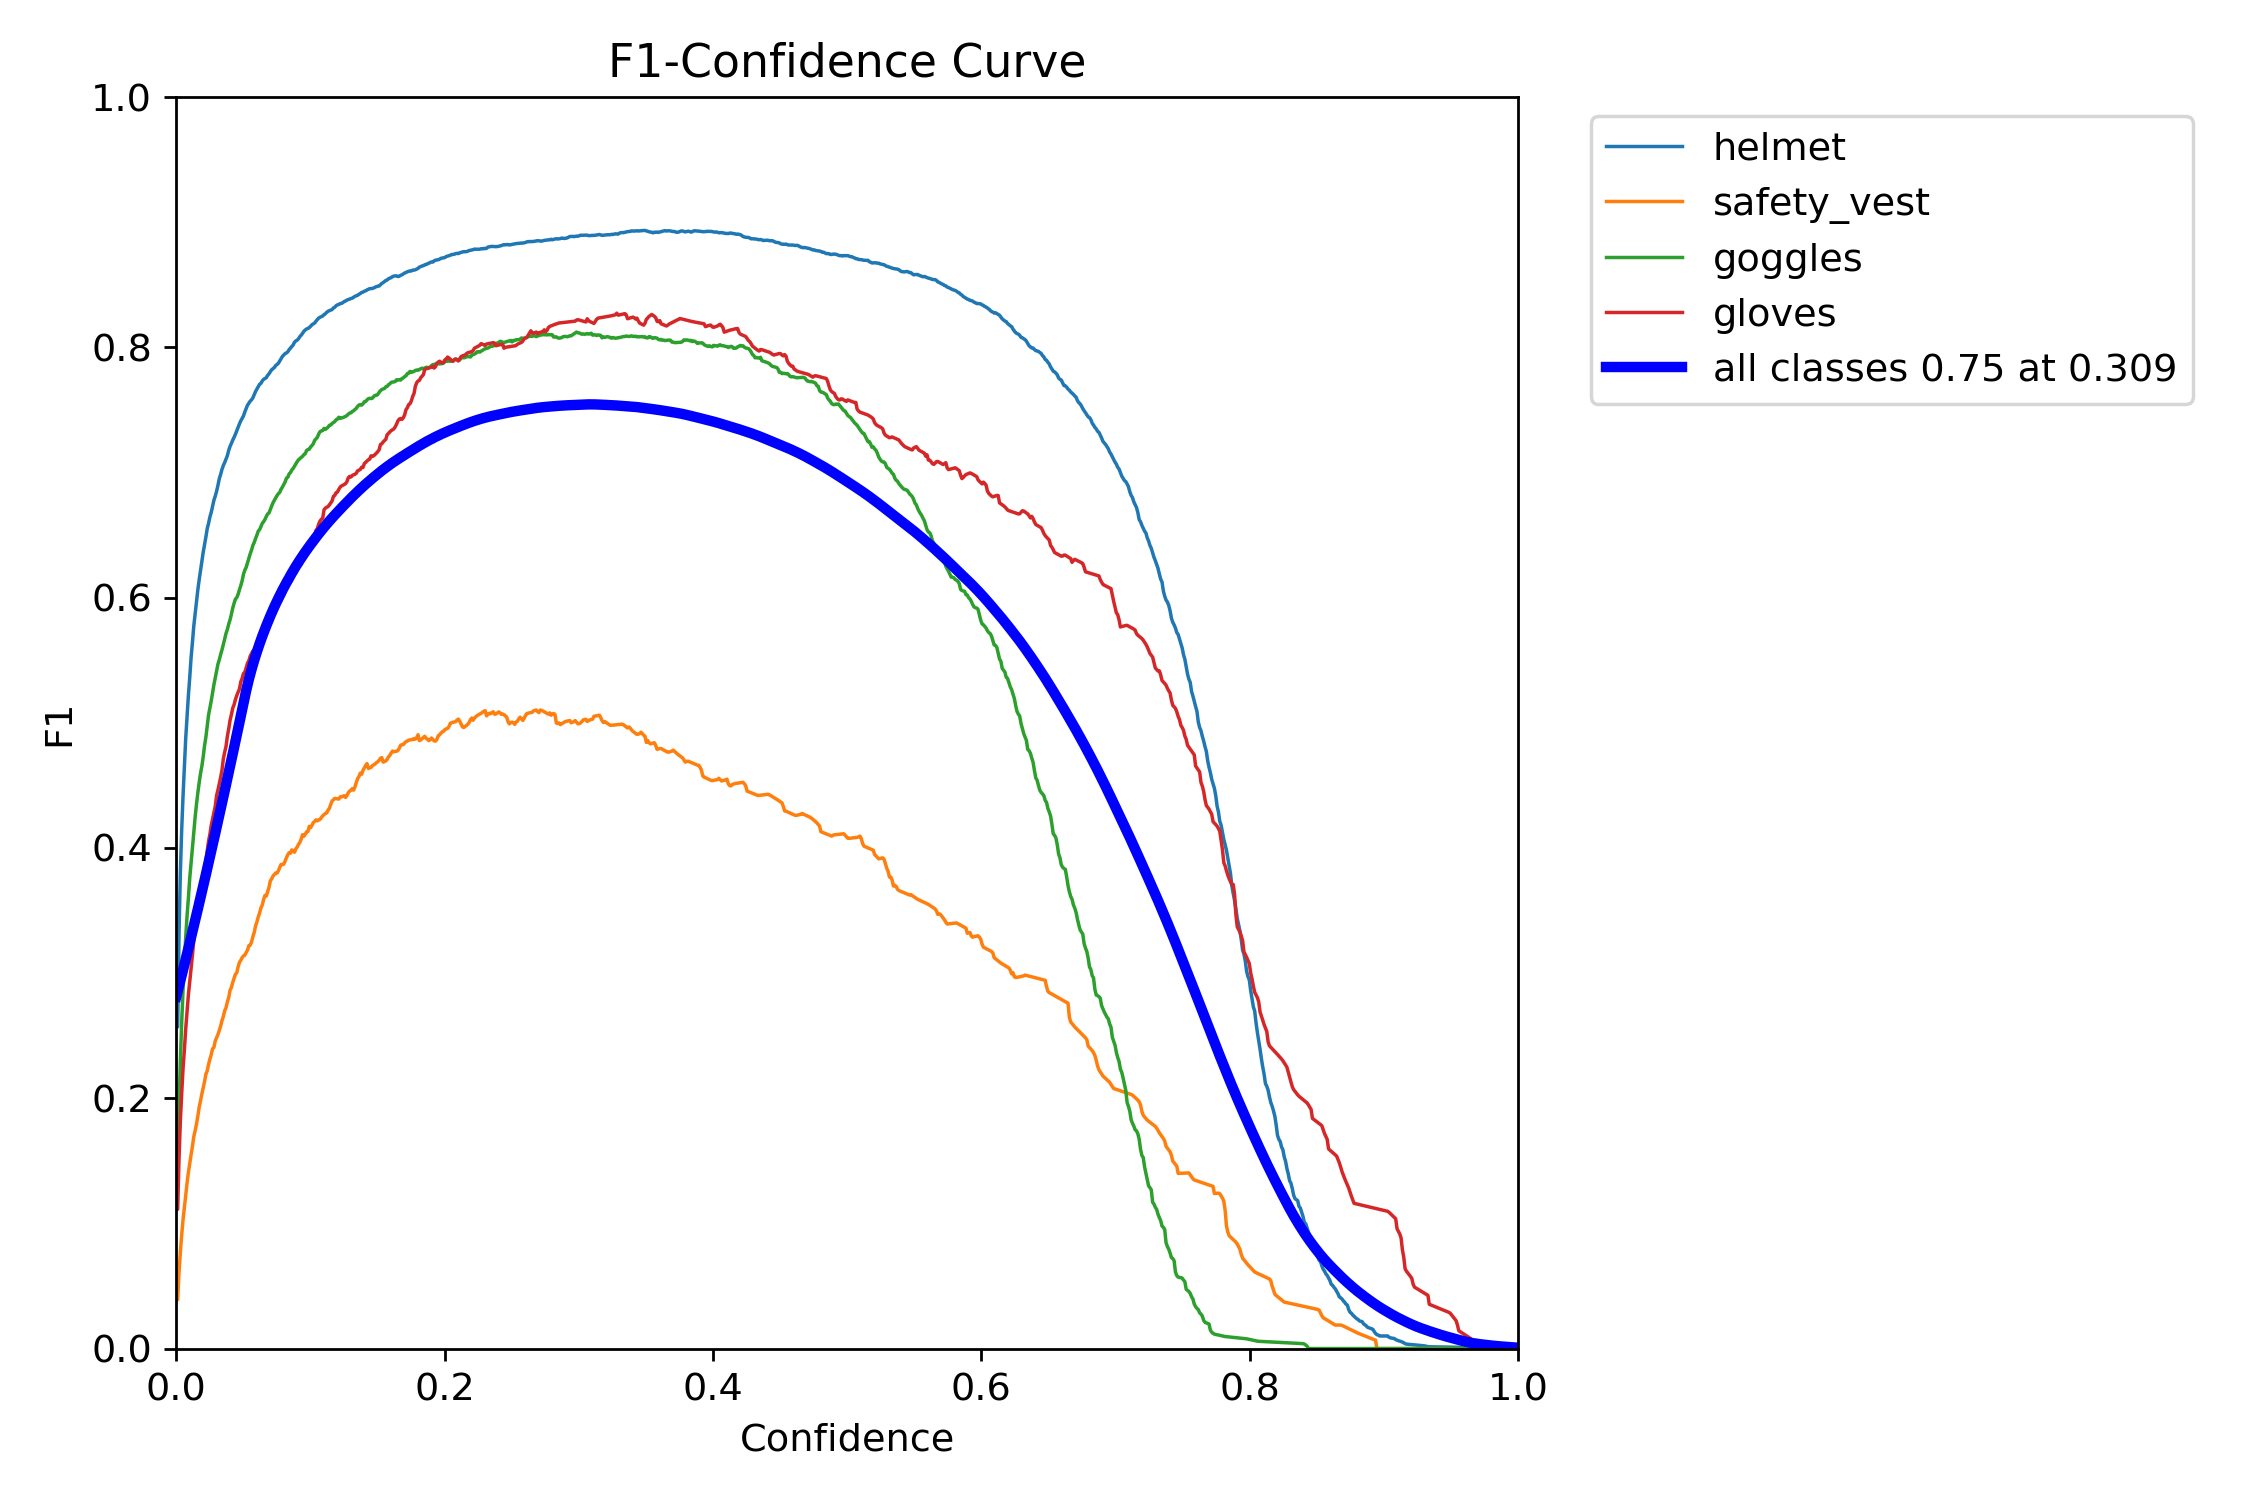 F1-Confidence Curve
1.0
0.8
0.6
0.4
0.2
0.0
F1
0.0 0.2 0.4 0.6 0.8 1.0
Confidence
helmet
safety_vest
goggles
gloves
all classes 0.75 at 0.309